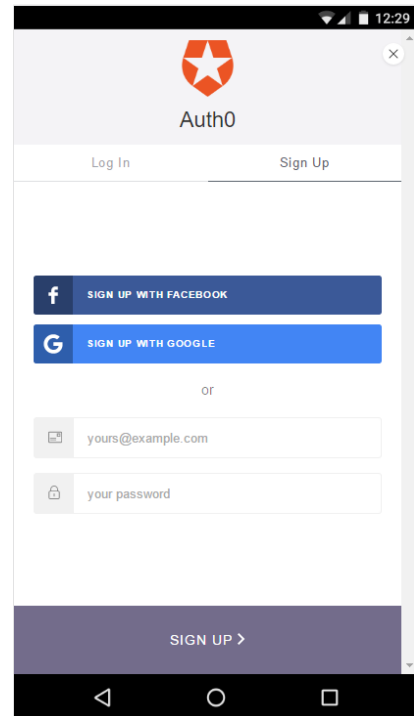 12:29
Auth0
Log In Sign Up
f SIGN UP WITH FACEBOOK
G SIGN UP WITH GOOGLE
or
yours@example.com
your password
SIGN UP